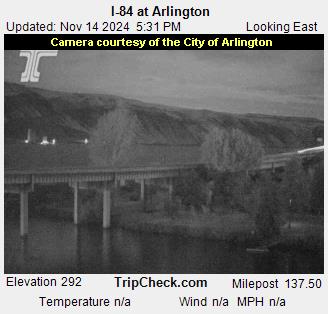 I-84 at Arlington
Updated: Nov 14 2024 5:31 PM Looking East
Camera courtesy of the City of Arlington
Elevation 292 TripCheck.com Milepost 137.50
Temperature n/a Wind n/a MPH n/a